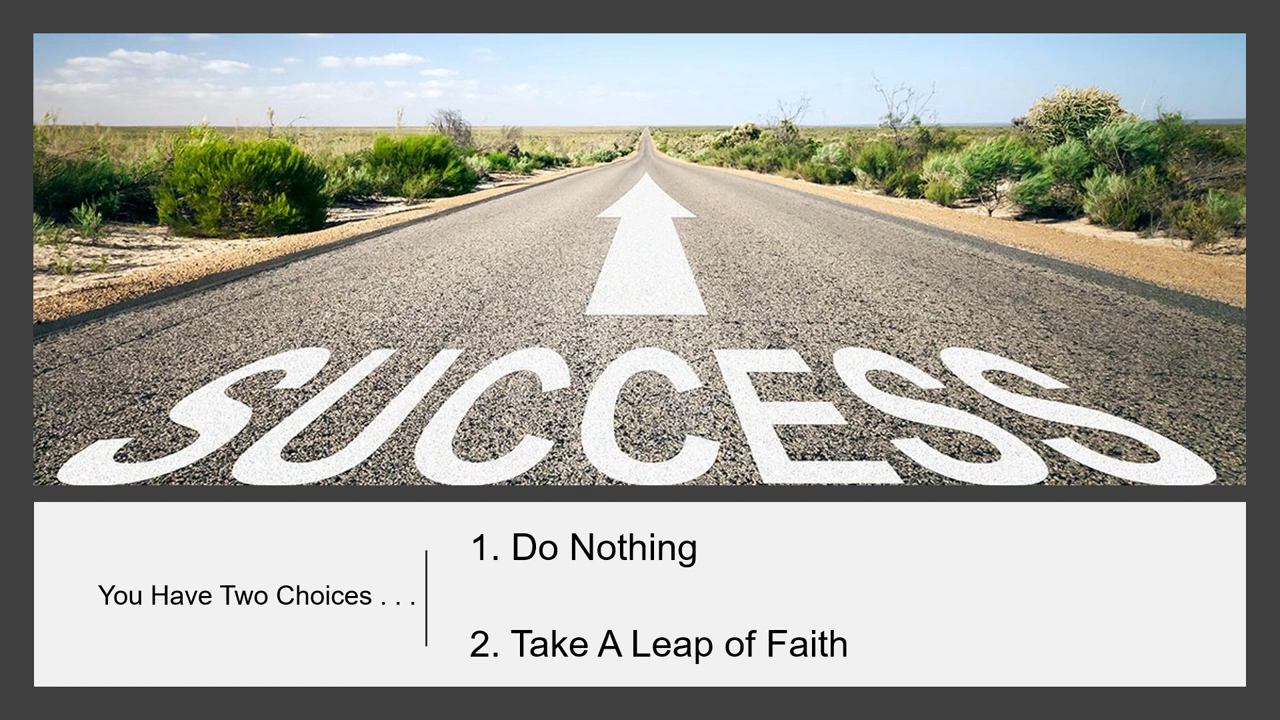 SUCCESS
You Have Two Choices . . .
1. Do Nothing
2. Take A Leap of Faith